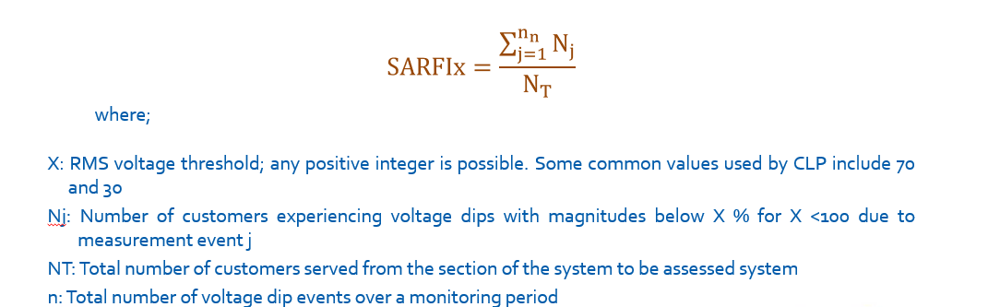 SARFIx = \frac{\sum_{j=1}^{n_n} N_j}{N_T}
where;
X: RMS voltage threshold; any positive integer is possible. Some common values used by CLP include 70
and 30
Nj: Number of customers experiencing voltage dips with magnitudes below X % for X <100 due to
measurement event j
NT: Total number of customers served from the section of the system to be assessed system
n: Total number of voltage dip events over a monitoring period